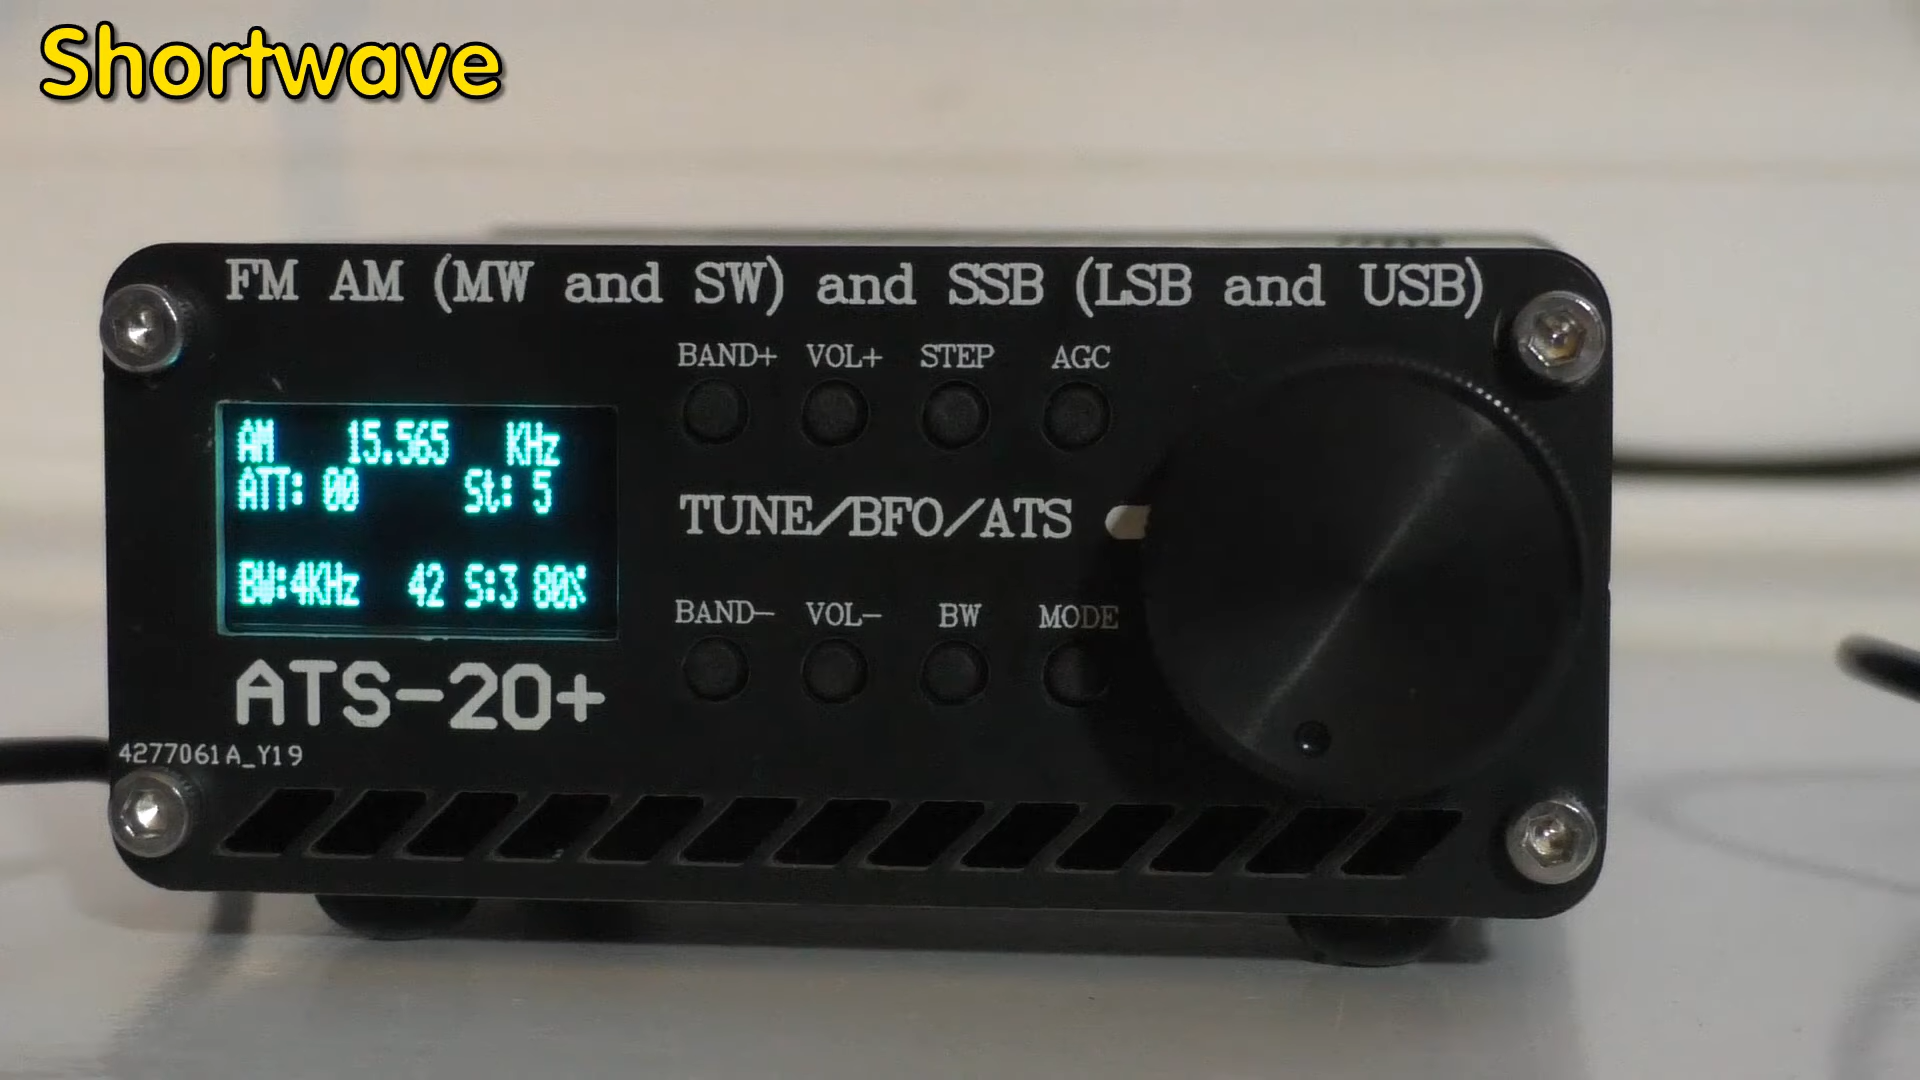 Shortwave
FM AM (MW and SW) and SSB (LSB and USB)
BAND+ VOL+ STEP AGC
AM 15.565 KHz
ATT: 00 St: 5
TUNE/BFO/ATS
BW:4KHz 42 S:3 80%
BAND- VOL- BW MODE
ATS-20+
4277061A_Y19